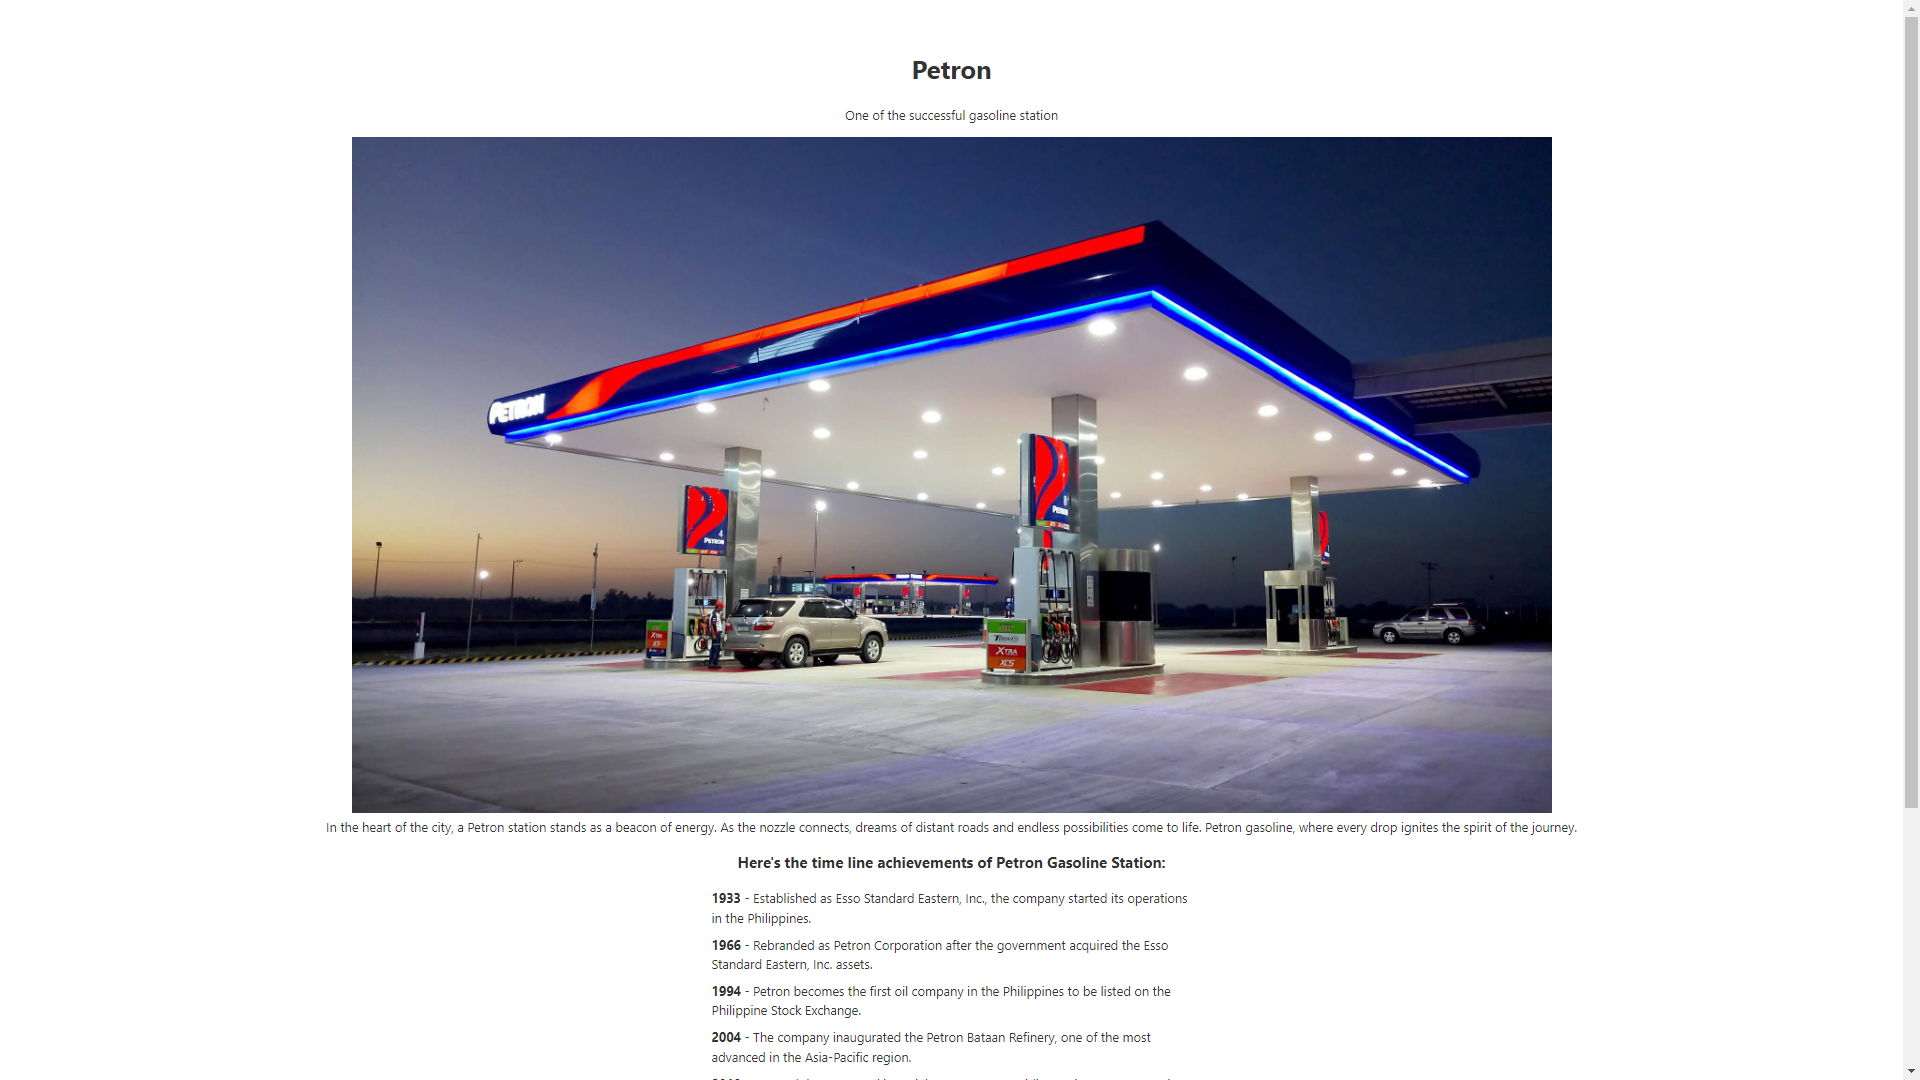 Petron
One of the successful gasoline station
PETRON
4
PETRON
PETRON
XTRA
XCS
XTRA
XCS
In the heart of the city, a Petron station stands as a beacon of energy. As the nozzle connects, dreams of distant roads and endless possibilities come to life. Petron gasoline, where every drop ignites the spirit of the journey.
Here's the time line achievements of Petron Gasoline Station:
1933 - Established as Esso Standard Eastern, Inc., the company started its operations
in the Philippines.
1966 - Rebranded as Petron Corporation after the government acquired the Esso
Standard Eastern, Inc. assets.
1994 - Petron becomes the first oil company in the Philippines to be listed on the
Philippine Stock Exchange.
2004 - The company inaugurated the Petron Bataan Refinery, one of the most
advanced in the Asia-Pacific region.